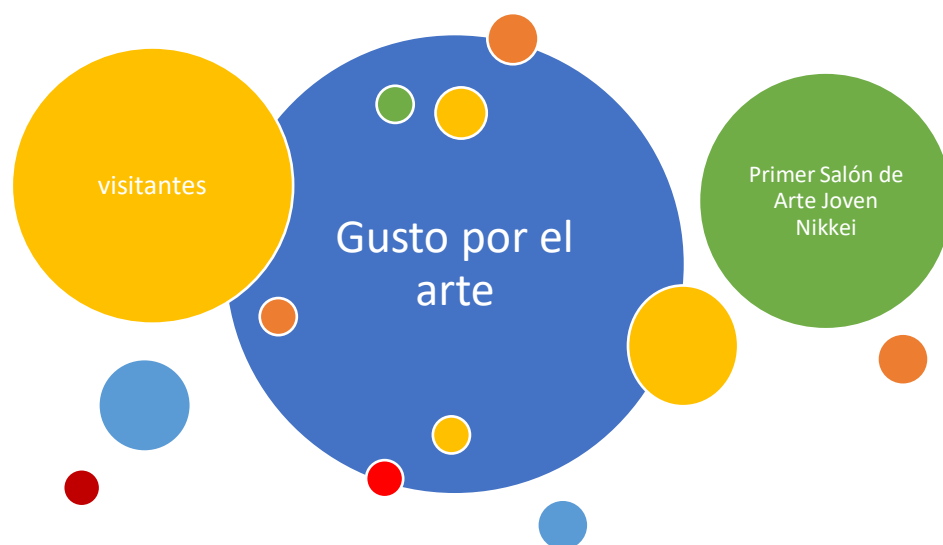 visitantes
Gusto por el
arte
Primer Salón de
Arte Joven
Nikkei